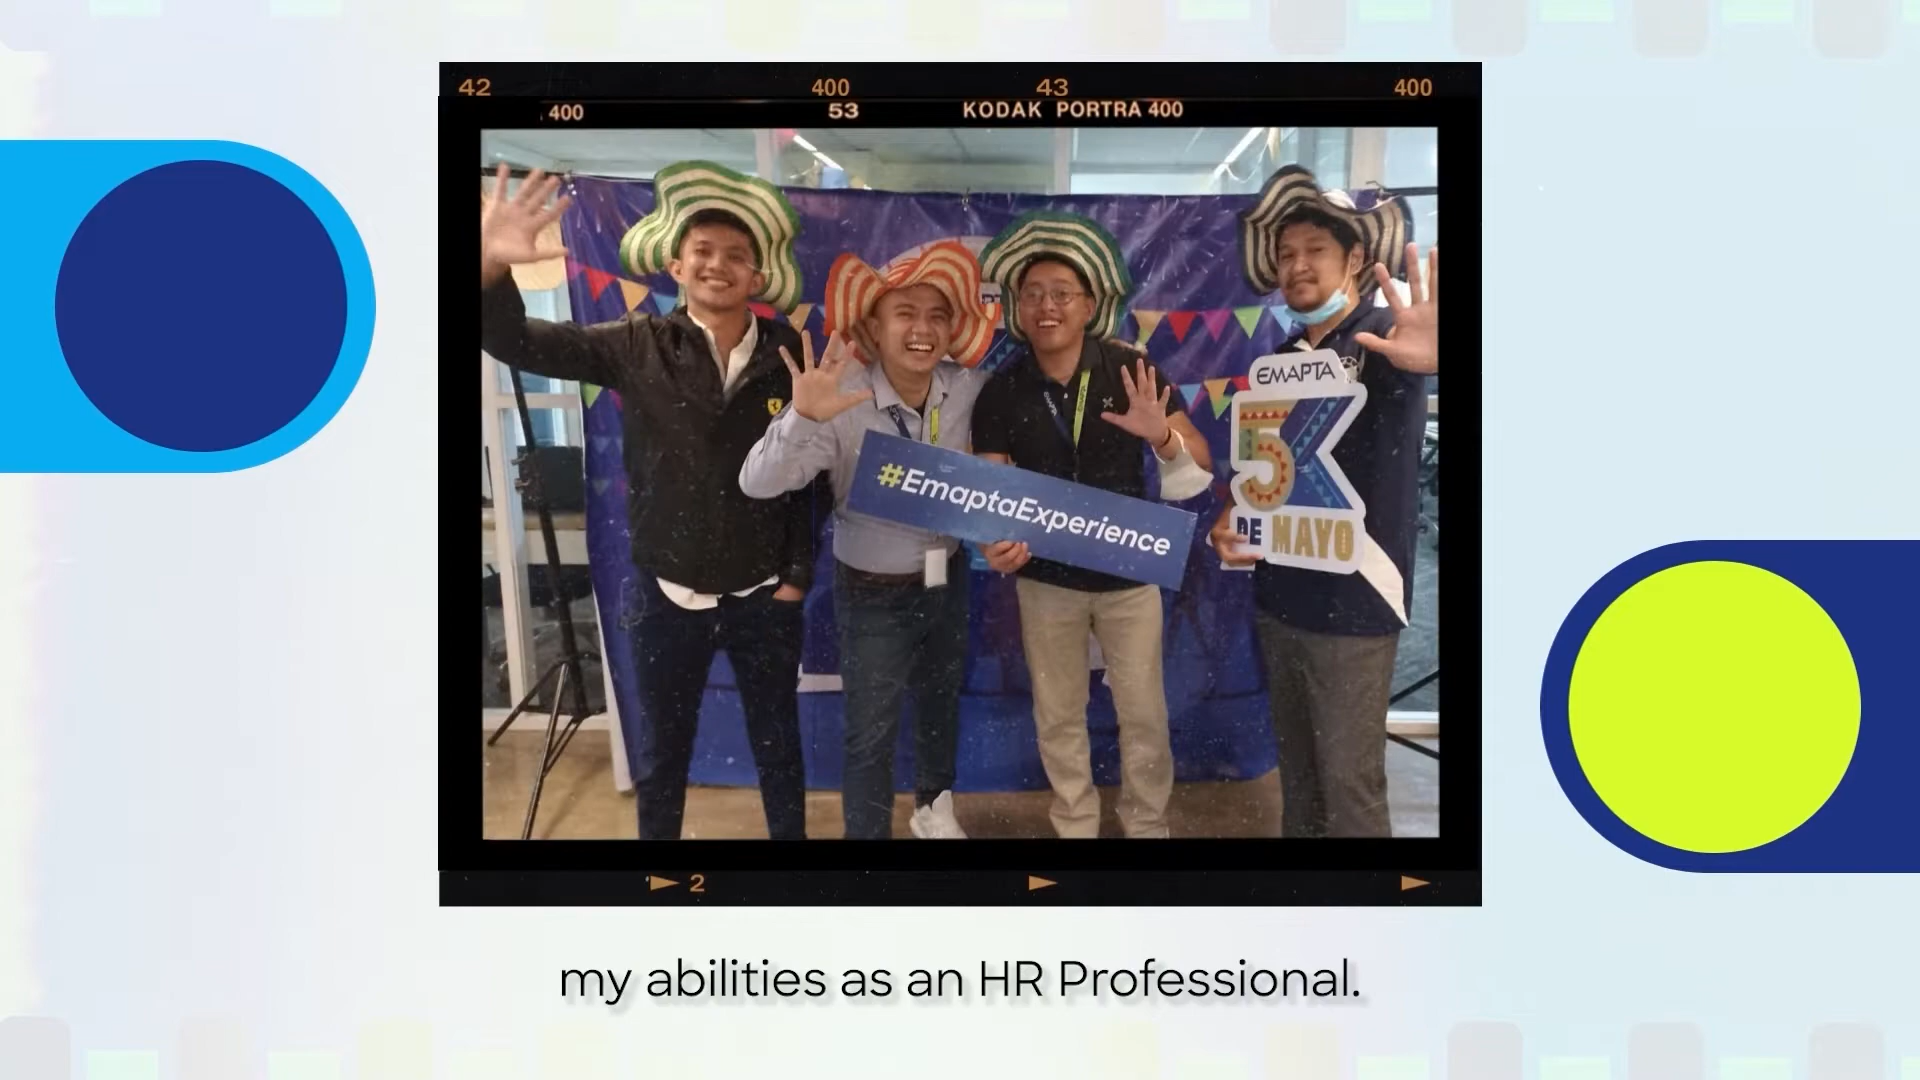 42 400 43 400
400 53 KODAK PORTRA 400
EMAPTA
5K
DE MAYO
#EmaptaExperience
2
my abilities as an HR Professional.